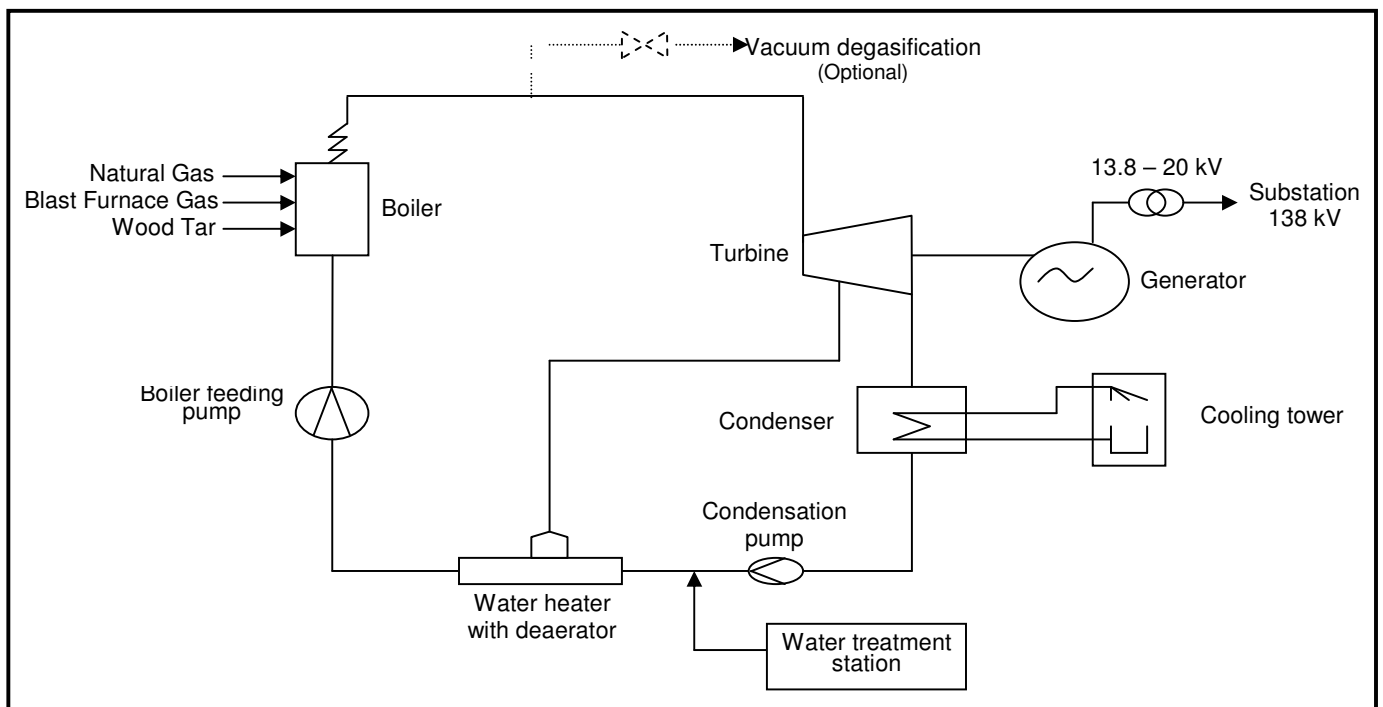 Vacuum degasification
(Optional)
Natural Gas
Blast Furnace Gas
Wood Tar
Boiler
13.8 – 20 kV
Substation
138 kV
Turbine
Generator
Boiler feeding
pump
Condenser
Cooling tower
Condensation
pump
Water heater
with deaerator
Water treatment
station